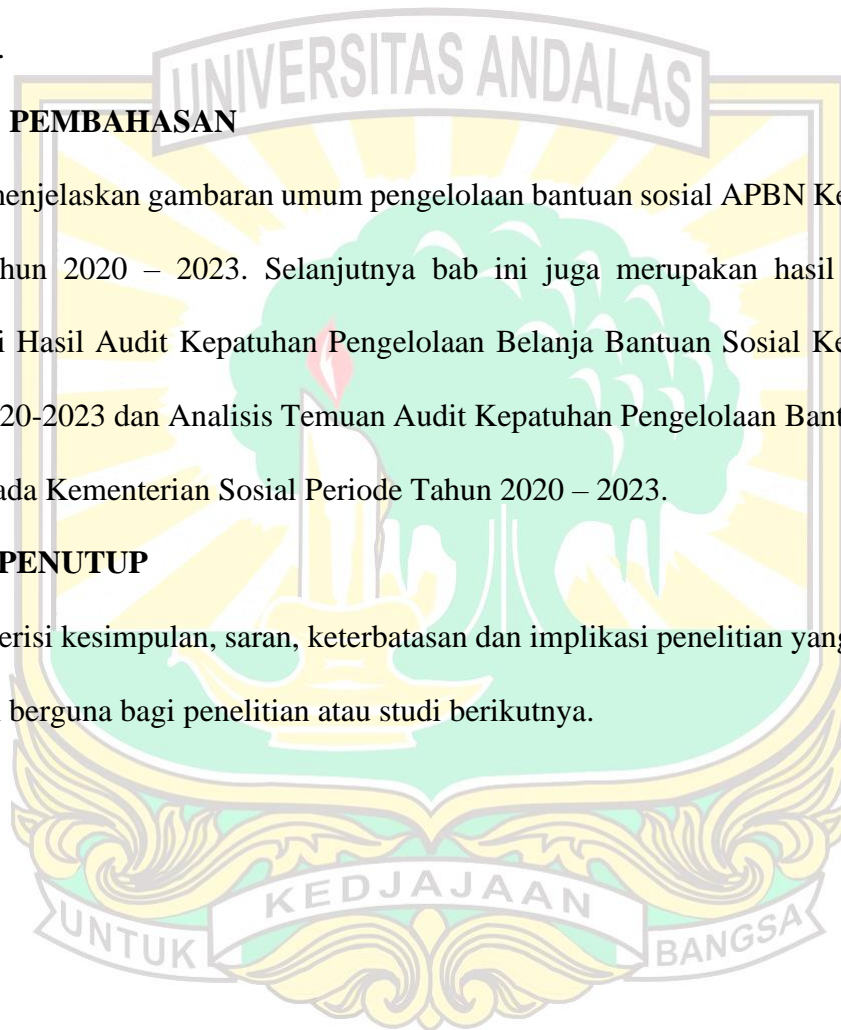 UNIVERSITAS ANDALAS
.
PEMBAHASAN
menjelaskan gambaran umum pengelolaan bantuan sosial APBN Ke
hun 2020 – 2023. Selanjutnya bab ini juga merupakan hasil
i Hasil Audit Kepatuhan Pengelolaan Belanja Bantuan Sosial Ke
20-2023 dan Analisis Temuan Audit Kepatuhan Pengelolaan Bant
ada Kementerian Sosial Periode Tahun 2020 – 2023.
PENUTUP
erisi kesimpulan, saran, keterbatasan dan implikasi penelitian yang
berguna bagi penelitian atau studi berikutnya.
UNTUK KEDJAJAAN BANGSA